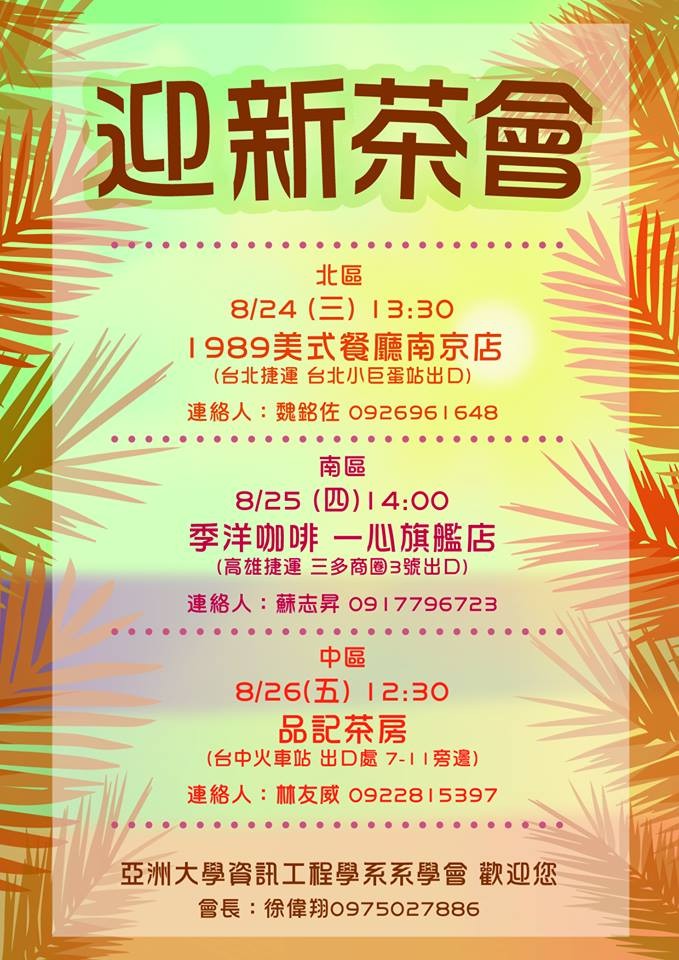 迎新茶會
北區
8/24 (三) 13:30
1989美式餐廳南京店
(台北捷運 台北小巨蛋站出口)
連絡人：魏銘佐 0926961648
南區
8/25 (四)14:00
季洋咖啡 一心旗艦店
(高雄捷運 三多商圈3號出口)
連絡人：蘇志昇 0917796723
中區
8/26(五) 12:30
品記茶房
(台中火車站 出口處 7-11旁邊)
連絡人：林友威 0922815397
亞洲大學資訊工程學系系學會 歡迎您
會長：徐偉翔0975027886